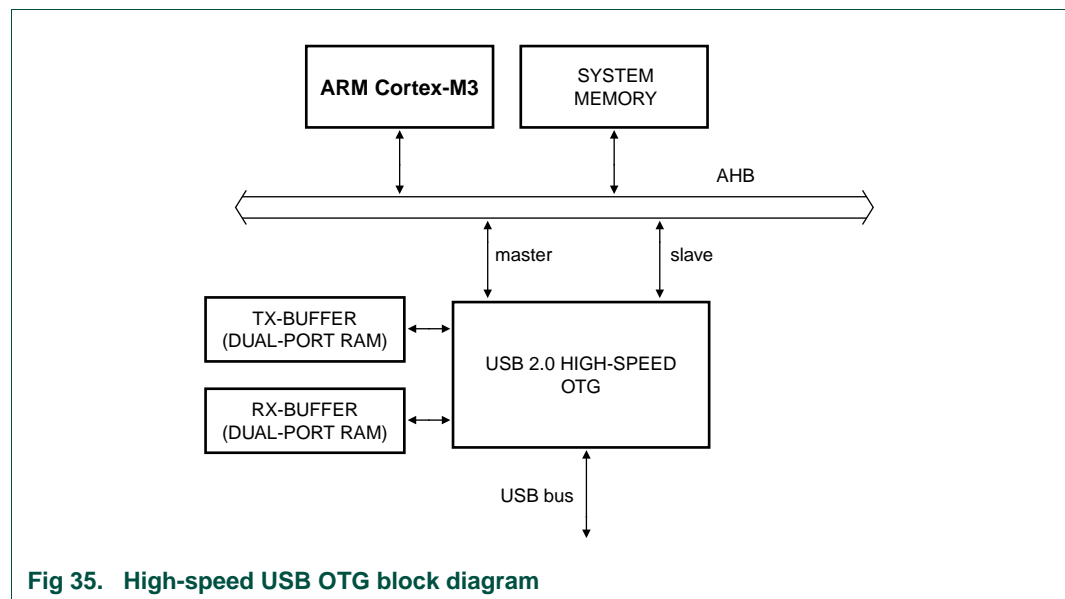 ARM Cortex-M3
SYSTEM
MEMORY
AHB
master
slave
TX-BUFFER
(DUAL-PORT RAM)
USB 2.0 HIGH-SPEED
OTG
RX-BUFFER
(DUAL-PORT RAM)
USB bus
Fig 35. High-speed USB OTG block diagram